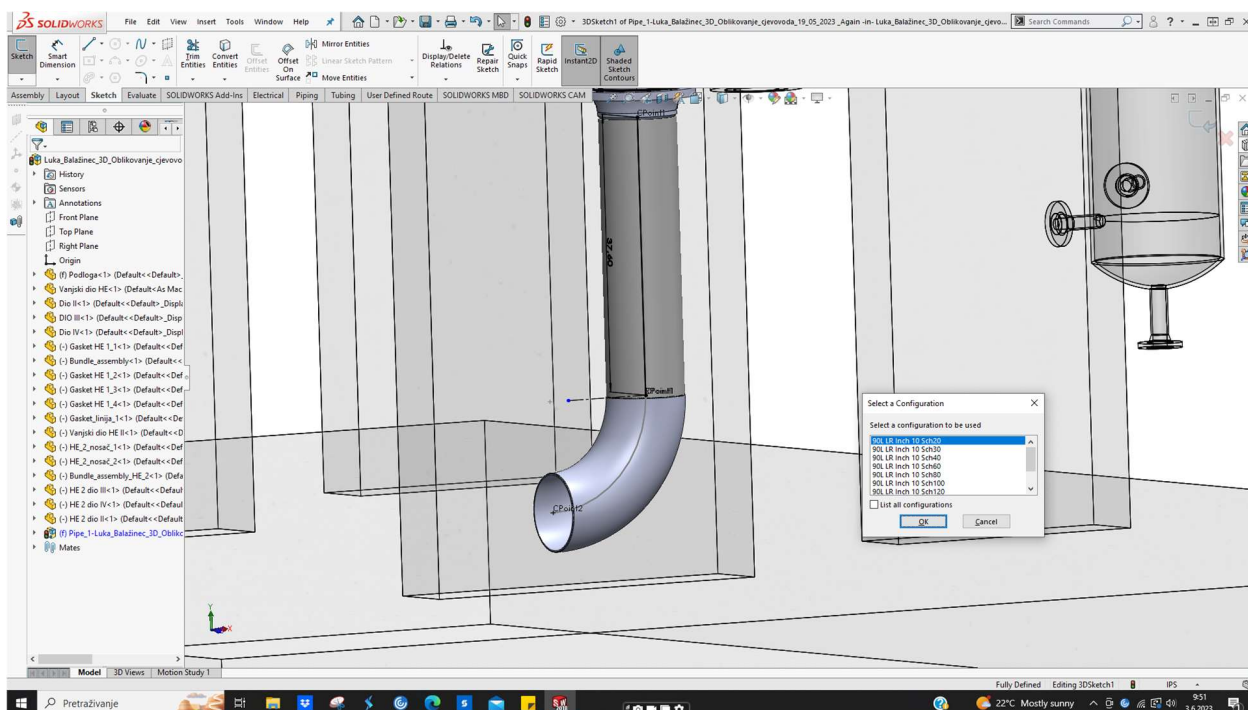 SOLIDWORKS File Edit View Insert Tools Window Help 3DSketch1 of Pipe_1-Luka_Balažinec_3D_Oblikovanje_cjevovoda_19_05_2023 _Again -in- Luka_Balažinec_3D_Oblikovanje_cjevo... Search Commands
Sketch
Smart Dimension
Trim Entities
Convert Entities
Offset Entities
Offset On Surface
Mirror Entities
Linear Sketch Pattern
Move Entities
Display/Delete Relations
Repair Sketch
Quick Snaps
Rapid Sketch
Instant2D
Shaded Sketch Contours
Assembly Layout Sketch Evaluate SOLIDWORKS Add-Ins Electrical Piping Tubing User Defined Route SOLIDWORKS MBD SOLIDWORKS CAM
CPoint1
Luka_Balažinec_3D_Oblikovanje_cjevovo
History
Sensors
Annotations
Front Plane
Top Plane
Right Plane
Origin
(f) Podloga<1> (Default<<Default>_
Vanjski dio HE<1> (Default<As Mac
Dio II<1> (Default<<Default>_Displa
DIO III<1> (Default<<Default>_Disp
Dio IV<1> (Default<<Default>_Displ
(-) Gasket HE 1_1<1> (Default<<Def
(-) Bundle_assembly<1> (Default<<
(-) Gasket HE 1_2<1> (Default<<Def
(-) Gasket HE 1_3<1> (Default<<Def
(-) Gasket HE 1_4<1> (Default<<Def
(-) Gasket_linija_1<1> (Default<<De
(-) Vanjski dio HE II<1> (Default<<D
(-) HE_2_nosač_1<1> (Default<<Def
(-) HE_2_nosač_2<1> (Default<<Def
(-) Bundle_assembly_HE_2<1> (Defa
(-) HE 2 dio III<1> (Default<<Default
(-) HE 2 dio IV<1> (Default<<Defaul
(-) HE 2 dio II<1> (Default<<Default
(f) Pipe_1-Luka_Balažinec_3D_Obliko
Mates
37.60
CPoint1
CPoint2
Select a Configuration
Select a configuration to be used
90L LR Inch 10 Sch20
90L LR Inch 10 Sch30
90L LR Inch 10 Sch40
90L LR Inch 10 Sch60
90L LR Inch 10 Sch80
90L LR Inch 10 Sch100
90L LR Inch 10 Sch120
List all configurations
OK Cancel
Y
X
Model 3D Views Motion Study 1
Fully Defined Editing 3DSketch1 IPS
Pretraživanje
22°C Mostly sunny
9:51
3.6.2023.